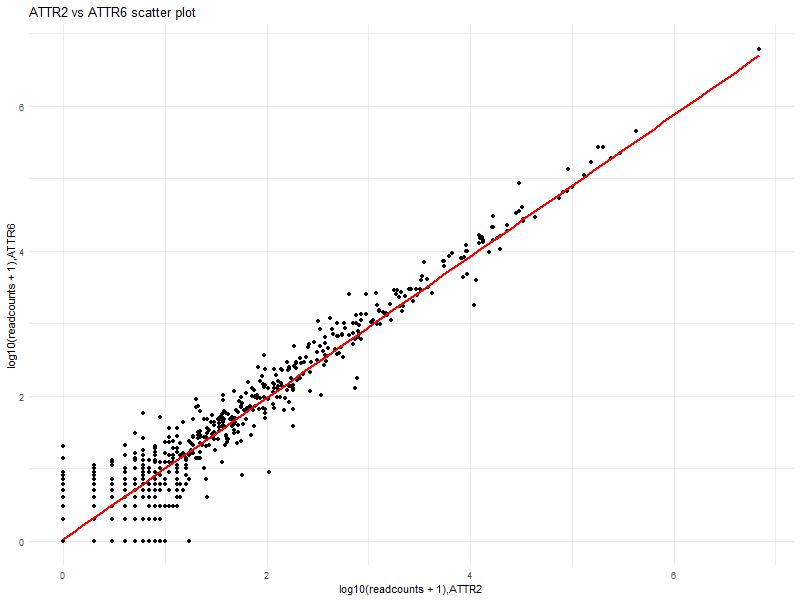 ATTR2 vs ATTR6 scatter plot
log10(readcounts + 1),ATTR6
6
4
2
0
0 2 4 6
log10(readcounts + 1),ATTR2